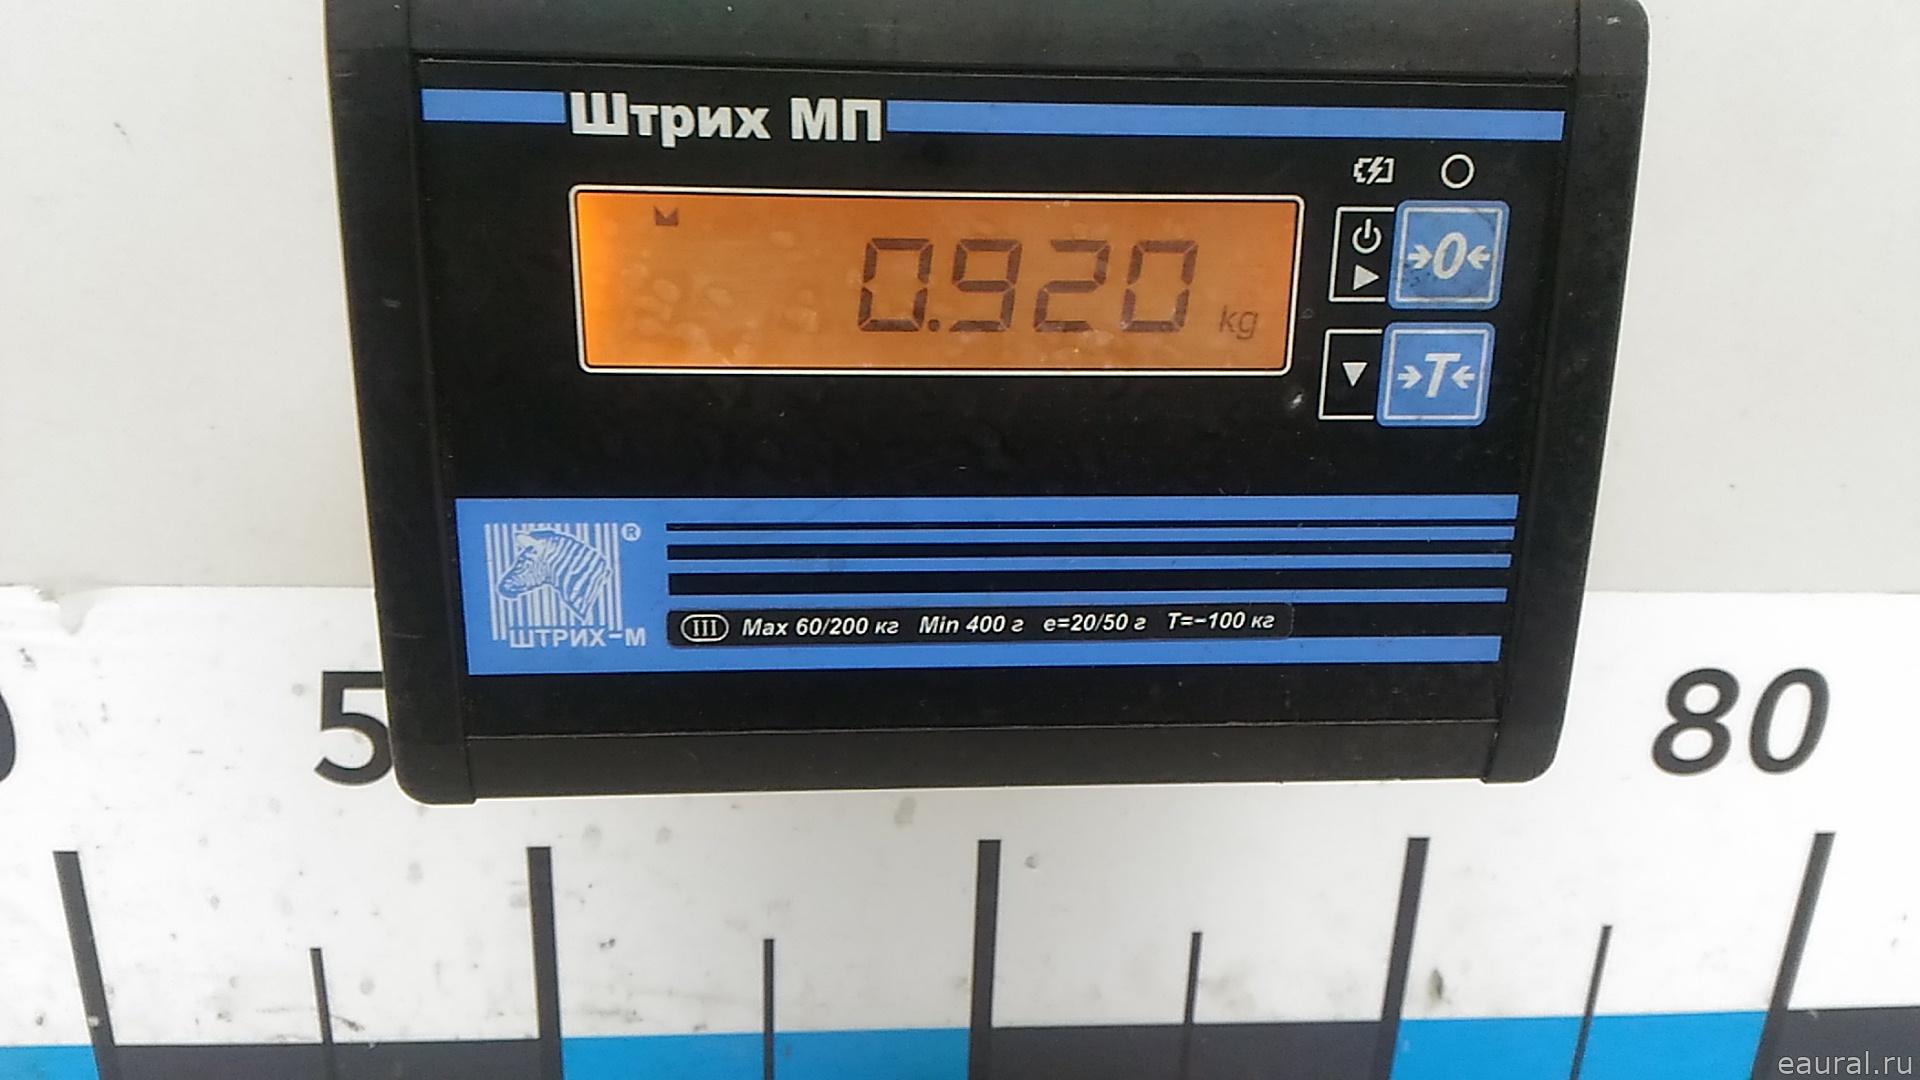 Штрих МП
0.920 kg
→0←
→T←
®
ШТРИХ-М
III Max 60/200 кг Min 400 г e=20/50 г T=-100 кг
5
80
eaural.ru